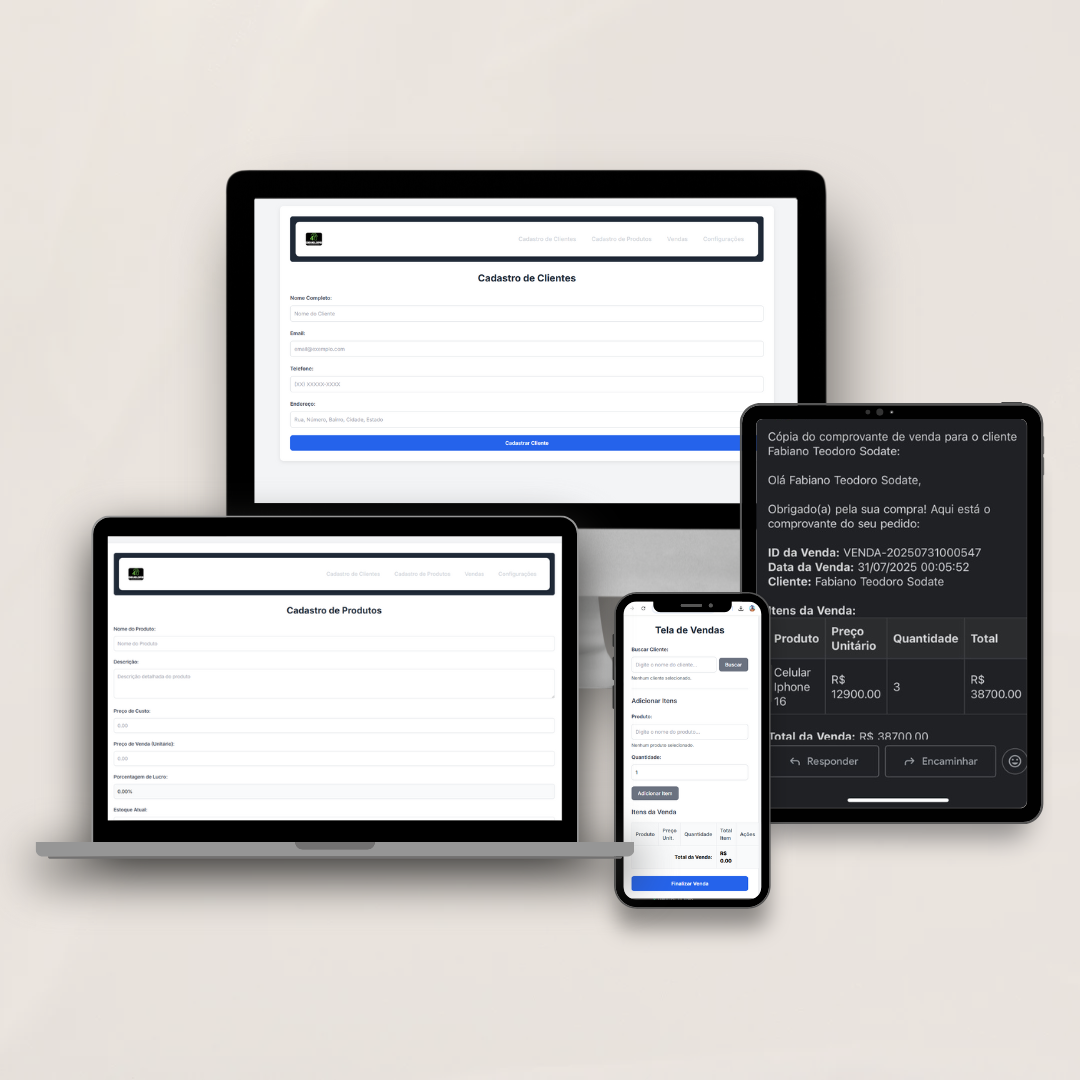 Cadastro de Clientes Cadastro de Produtos Vendas Configurações
Cadastro de Clientes
Nome Completo:
Nome do Cliente
Email:
email@exemplo.com
Telefone:
(XX) XXXXX-XXXX
Endereço:
Rua, Número, Bairro, Cidade, Estado
Cadastrar Cliente
Cadastro de Clientes Cadastro de Produtos Vendas Configurações
Cadastro de Produtos
Nome do Produto:
Nome do Produto
Descrição:
Descrição detalhada do produto
Preço de Custo:
0.00
Preço de Venda (Unitário):
0.00
Porcentagem de Lucro:
0.00%
Estoque Atual:
Tela de Vendas
Buscar Cliente:
Digite o nome do cliente... Buscar
Nenhum cliente selecionado.
Adicionar Itens
Produto:
Digite o nome do produto...
Nenhum produto selecionado.
Quantidade:
1
Adicionar Item
Itens da Venda
Produto Preço Unit. Quantidade Total Item Ações
Total da Venda: R$ 0.00
Finalizar Venda
Cópia do comprovante de venda para o cliente
Fabiano Teodoro Sodate:
Olá Fabiano Teodoro Sodate,
Obrigado(a) pela sua compra! Aqui está o
comprovante do seu pedido:
ID da Venda: VENDA-20250731000547
Data da Venda: 31/07/2025 00:05:52
Cliente: Fabiano Teodoro Sodate
Itens da Venda:
Produto Preço Unitário Quantidade Total
Celular Iphone 16 R$ 12900.00 3 R$ 38700.00
Total da Venda: R$ 38700.00
Responder Encaminhar